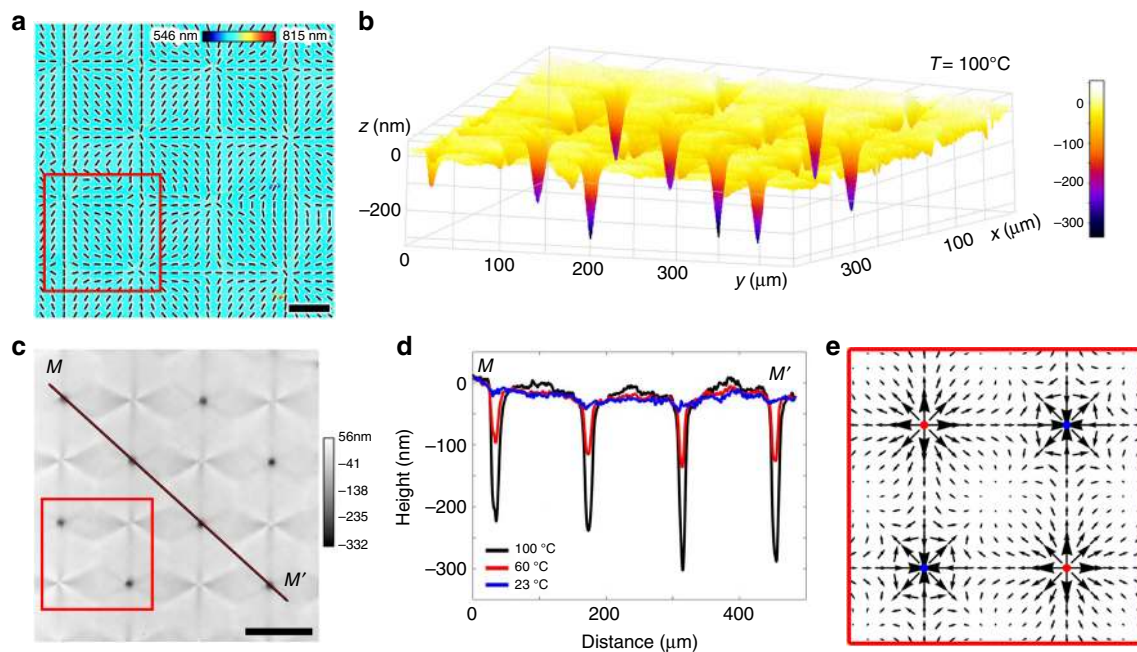 a
546 nm 815 nm
b
T = 100°C
z (nm)
0
−200
0
100
200
300
y (μm)
300
100
x (μm)
0
−100
−200
−300
c
M
M′
56nm
−41
−138
−235
−332
d
M
M′
0
−100
−200
−300
Height (nm)
100 °C
60 °C
23 °C
0
200
400
Distance (μm)
e